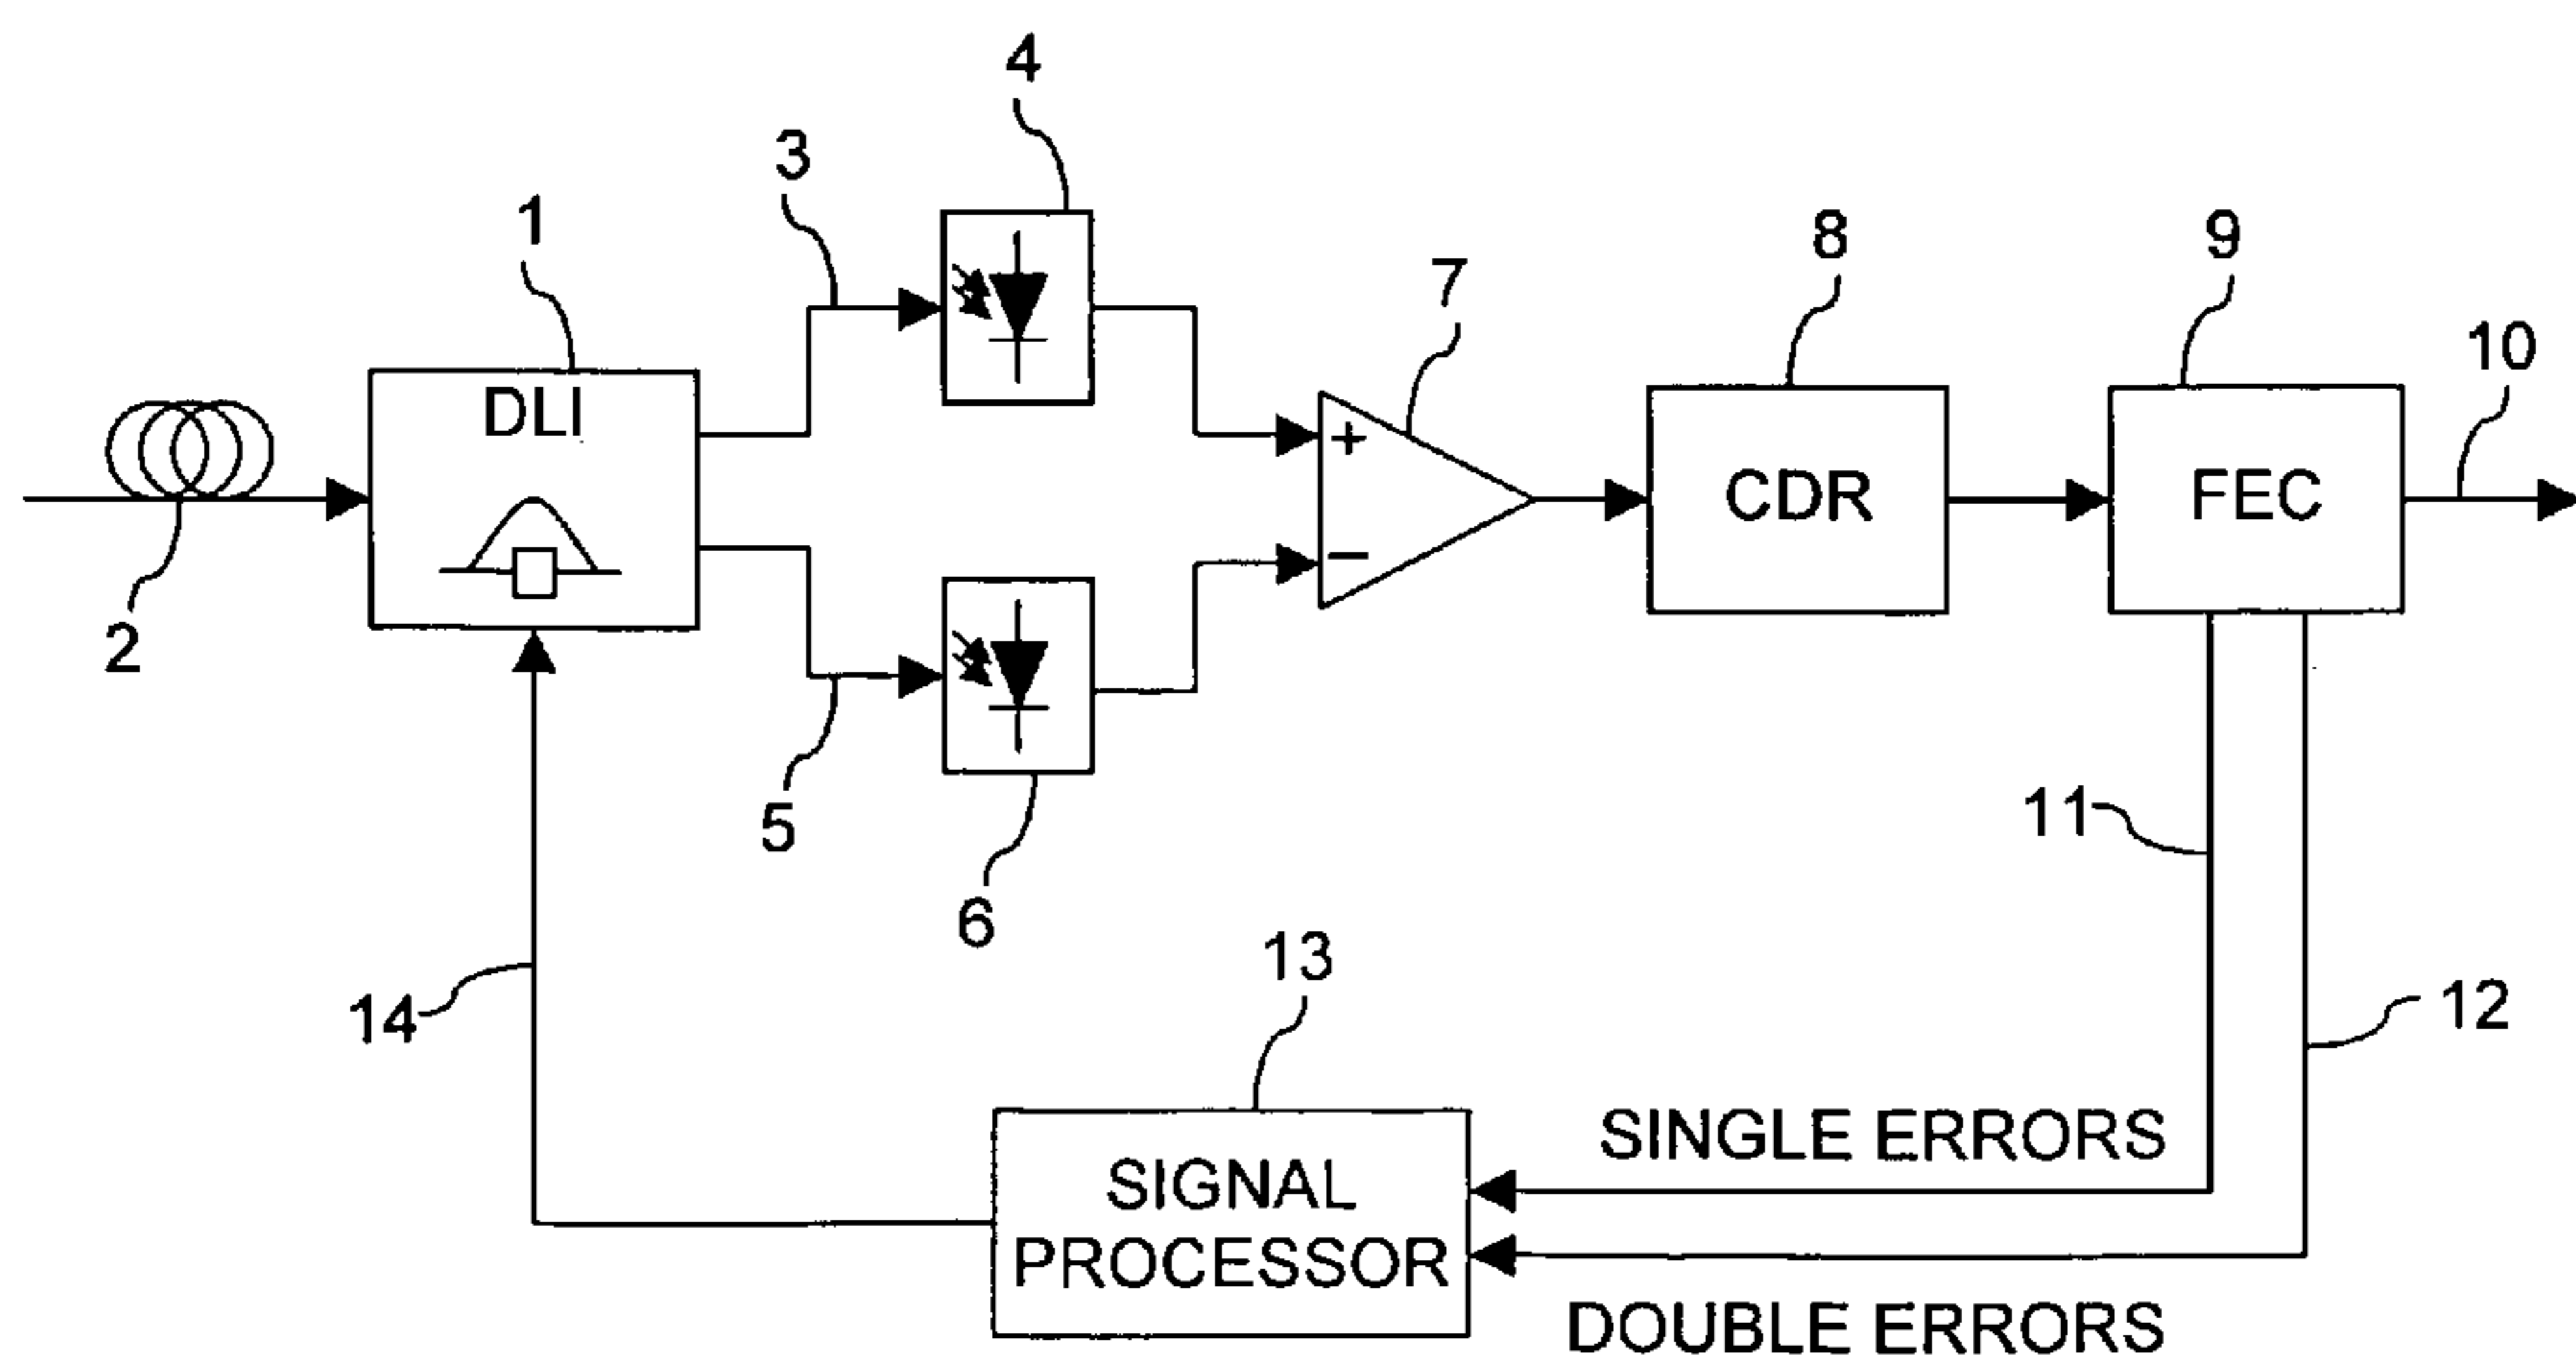 4
3
1
8
9
7
10
DLI
+
CDR
FEC
−
2
5
11
6
13
12
14
SINGLE ERRORS
SIGNAL
PROCESSOR
DOUBLE ERRORS